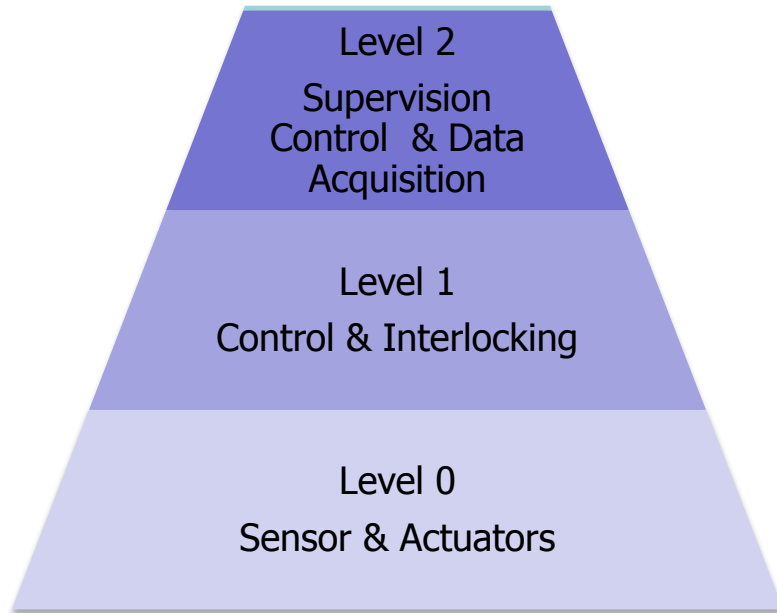 Level 2
Supervision
Control & Data
Acquisition
Level 1
Control & Interlocking
Level 0
Sensor & Actuators